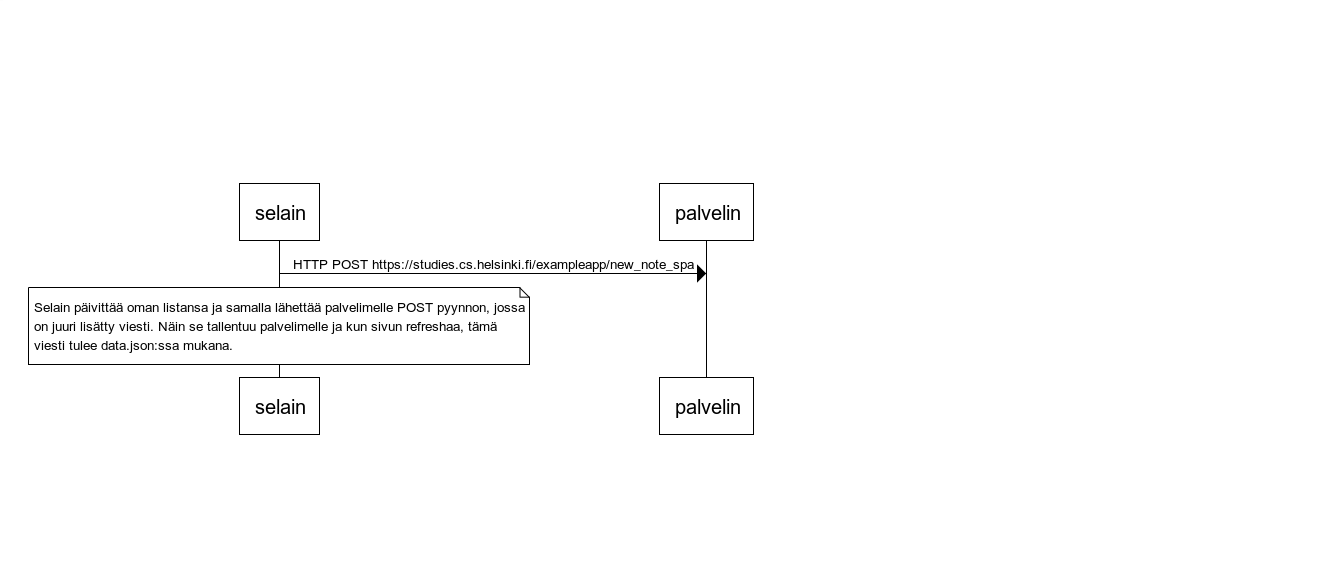 selain
palvelin
HTTP POST https://studies.cs.helsinki.fi/exampleapp/new_note_spa
Selain päivittää oman listansa ja samalla lähettää palvelimelle POST pyynnon, jossa
on juuri lisätty viesti. Näin se tallentuu palvelimelle ja kun sivun refreshaa, tämä
viesti tulee data.json:ssa mukana.
selain
palvelin